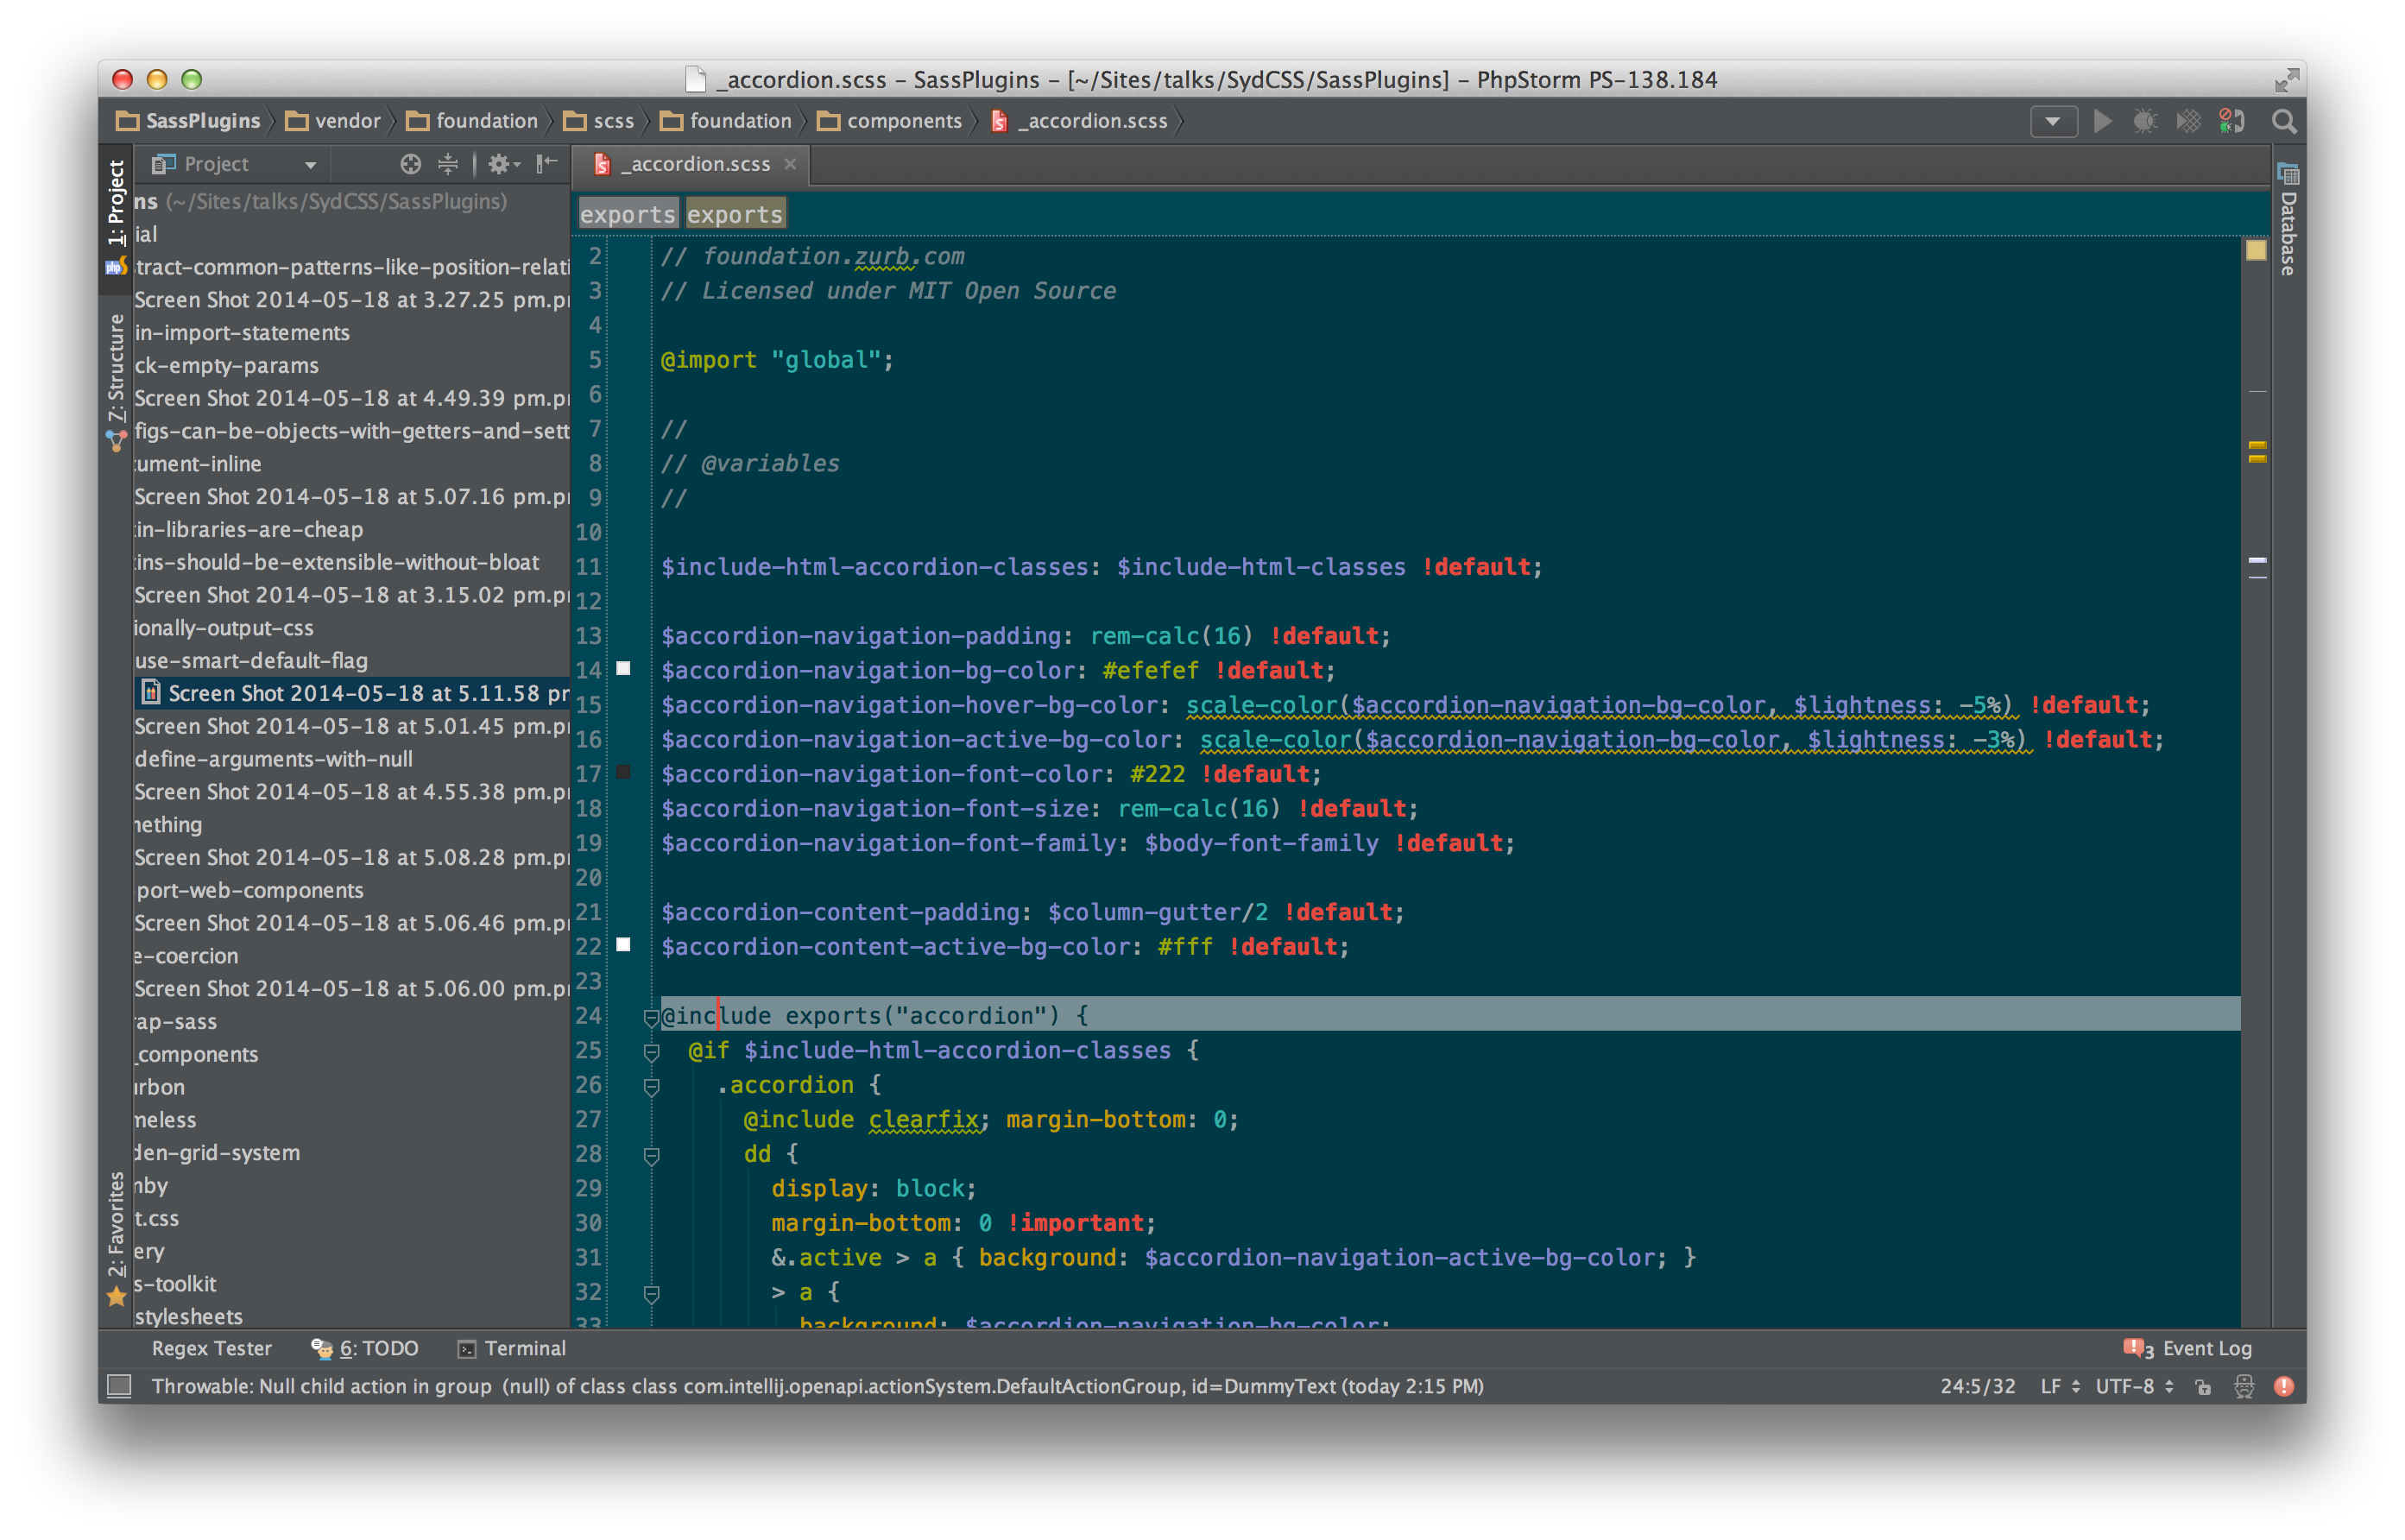 _accordion.scss – SassPlugins – [~/Sites/talks/SydCSS/SassPlugins] – PhpStorm PS-138.184
SassPlugins vendor foundation scss foundation components _accordion.scss
1: Project
7: Structure
2: Favorites
Project
ns (~/Sites/talks/SydCSS/SassPlugins)
ial
tract-common-patterns-like-position-relati
Screen Shot 2014-05-18 at 3.27.25 pm.p
in-import-statements
ck-empty-params
Screen Shot 2014-05-18 at 4.49.39 pm.p
figs-can-be-objects-with-getters-and-sett
cument-inline
Screen Shot 2014-05-18 at 5.07.16 pm.p
in-libraries-are-cheap
ins-should-be-extensible-without-bloat
Screen Shot 2014-05-18 at 3.15.02 pm.p
ionally-output-css
use-smart-default-flag
Screen Shot 2014-05-18 at 5.11.58 pr
Screen Shot 2014-05-18 at 5.01.45 pm.p
define-arguments-with-null
Screen Shot 2014-05-18 at 4.55.38 pm.p
nething
Screen Shot 2014-05-18 at 5.08.28 pm.p
port-web-components
Screen Shot 2014-05-18 at 5.06.46 pm.p
e-coercion
Screen Shot 2014-05-18 at 5.06.00 pm.p
rap-sass
_components
urbon
meless
den-grid-system
mby
t.css
ery
s-toolkit
stylesheets
_accordion.scss
exports exports
2 // foundation.zurb.com
3 // Licensed under MIT Open Source
4
5 @import "global";
6
7 //
8 // @variables
9 //
10
11 $include-html-accordion-classes: $include-html-classes !default;
12
13 $accordion-navigation-padding: rem-calc(16) !default;
14 $accordion-navigation-bg-color: #efefef !default;
15 $accordion-navigation-hover-bg-color: scale-color($accordion-navigation-bg-color, $lightness: -5%) !default;
16 $accordion-navigation-active-bg-color: scale-color($accordion-navigation-bg-color, $lightness: -3%) !default;
17 $accordion-navigation-font-color: #222 !default;
18 $accordion-navigation-font-size: rem-calc(16) !default;
19 $accordion-navigation-font-family: $body-font-family !default;
20
21 $accordion-content-padding: $column-gutter/2 !default;
22 $accordion-content-active-bg-color: #fff !default;
23
24 @include exports("accordion") {
25 @if $include-html-accordion-classes {
26 .accordion {
27 @include clearfix; margin-bottom: 0;
28 dd {
29 display: block;
30 margin-bottom: 0 !important;
31 &.active > a { background: $accordion-navigation-active-bg-color; }
32 > a {
33 background: $accordion-navigation-bg-color;
Database
Regex Tester 6: TODO Terminal 3 Event Log
Throwable: Null child action in group (null) of class class com.intellij.openapi.actionSystem.DefaultActionGroup, id=DummyText (today 2:15 PM) 24:5/32 LF UTF-8